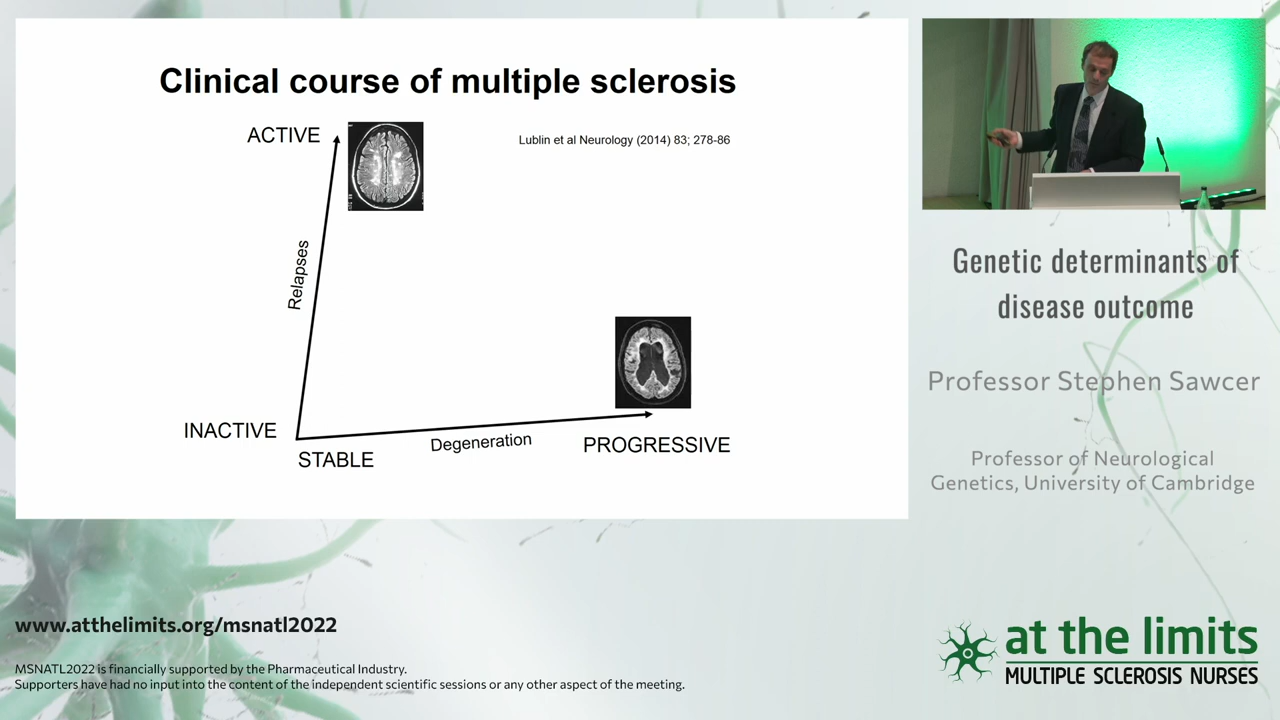 Clinical course of multiple sclerosis
ACTIVE
Lublin et al Neurology (2014) 83; 278-86
Relapses
INACTIVE
STABLE
Degeneration
PROGRESSIVE
Genetic determinants of
disease outcome
Professor Stephen Sawcer
Professor of Neurological
Genetics, University of Cambridge
www.atthelimits.org/msnatl2022
MSNATL2022 is financially supported by the Pharmaceutical Industry.
Supporters have had no input into the content of the independent scientific sessions or any other aspect of the meeting.
at the limits
MULTIPLE SCLEROSIS NURSES